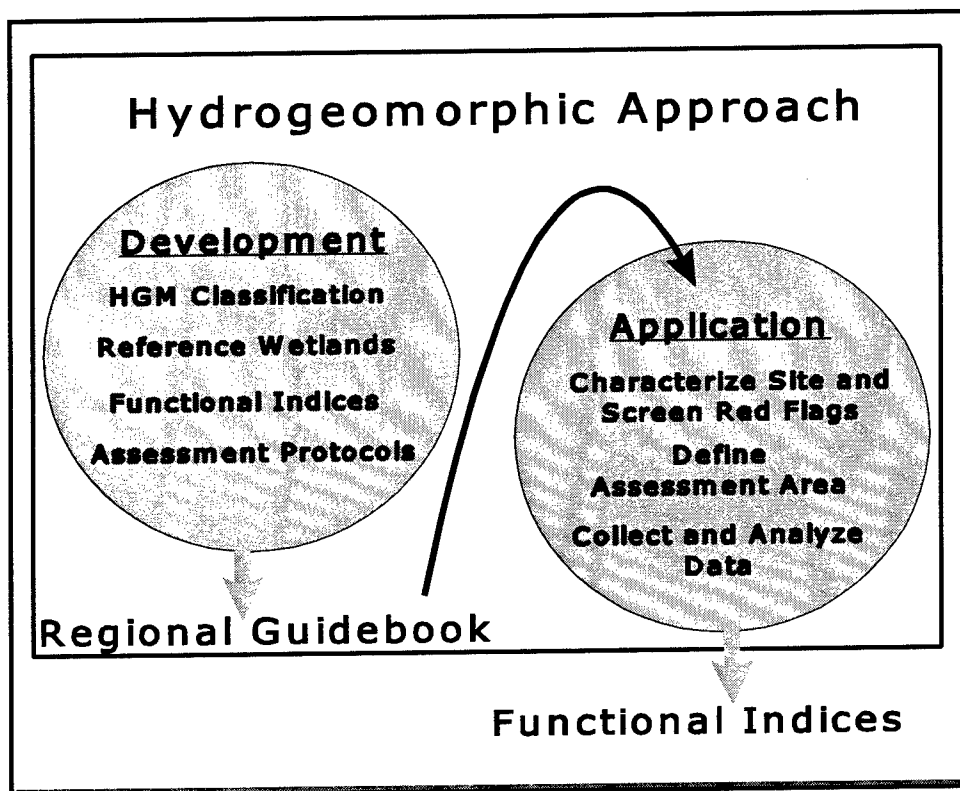 Hydrogeomorphic Approach
Development
HGM Classification
Reference Wetlands
Functional Indices
Assessment Protocols
Regional Guidebook
Application
Characterize Site and
Screen Red Flags
Define
Assessment Area
Collect and Analyze
Data
Functional Indices